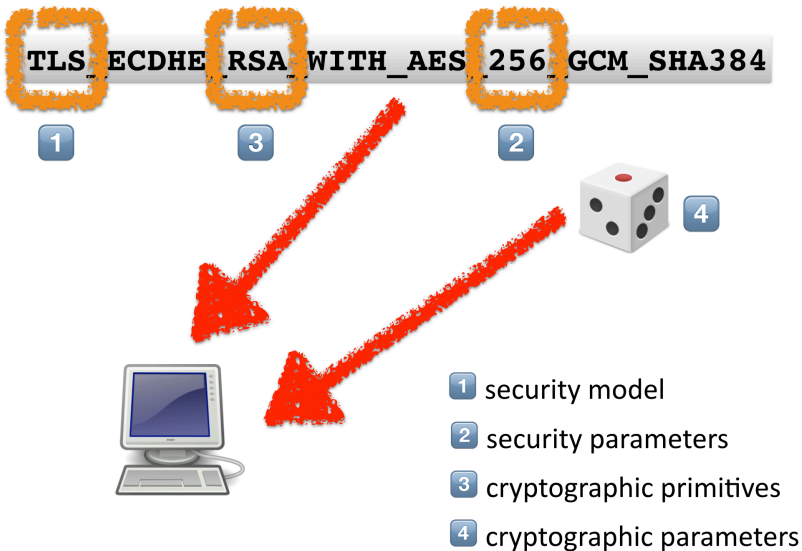 TLS_ECDHE_RSA_WITH_AES_256_GCM_SHA384
1 3 2
4
1 security model
2 security parameters
3 cryptographic primitives
4 cryptographic parameters